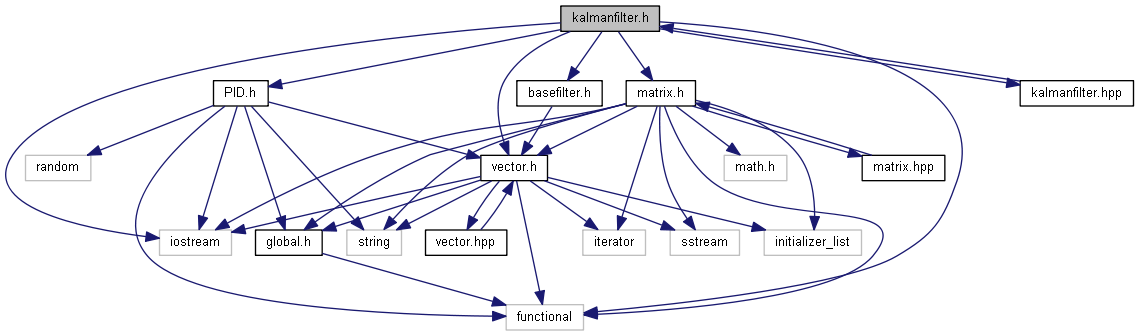 kalmanfilter.h
PID.h
basefilter.h
matrix.h
kalmanfilter.hpp
random
vector.h
math.h
matrix.hpp
iostream
global.h
string
vector.hpp
iterator
sstream
initializer_list
functional